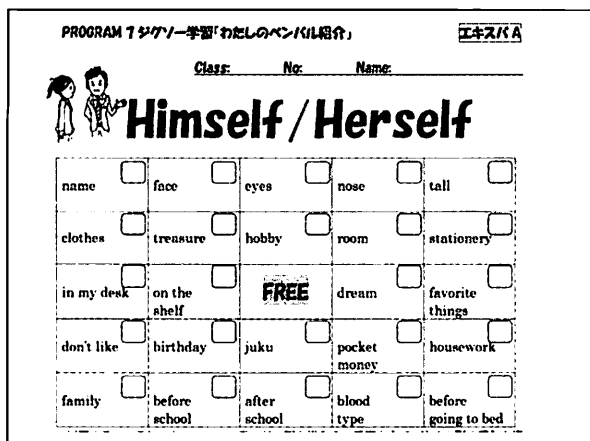 PROGRAM 7 ジグソー学習「わたしのペンパル紹介」 エキスパA
Class: No: Name:
Himself/Herself
name face eyes nose tall
clothes treasure hobby room stationery
in my desk on the shelf FREE dream favorite things
don't like birthday juku pocket money housework
family before school after school blood type before going to bed